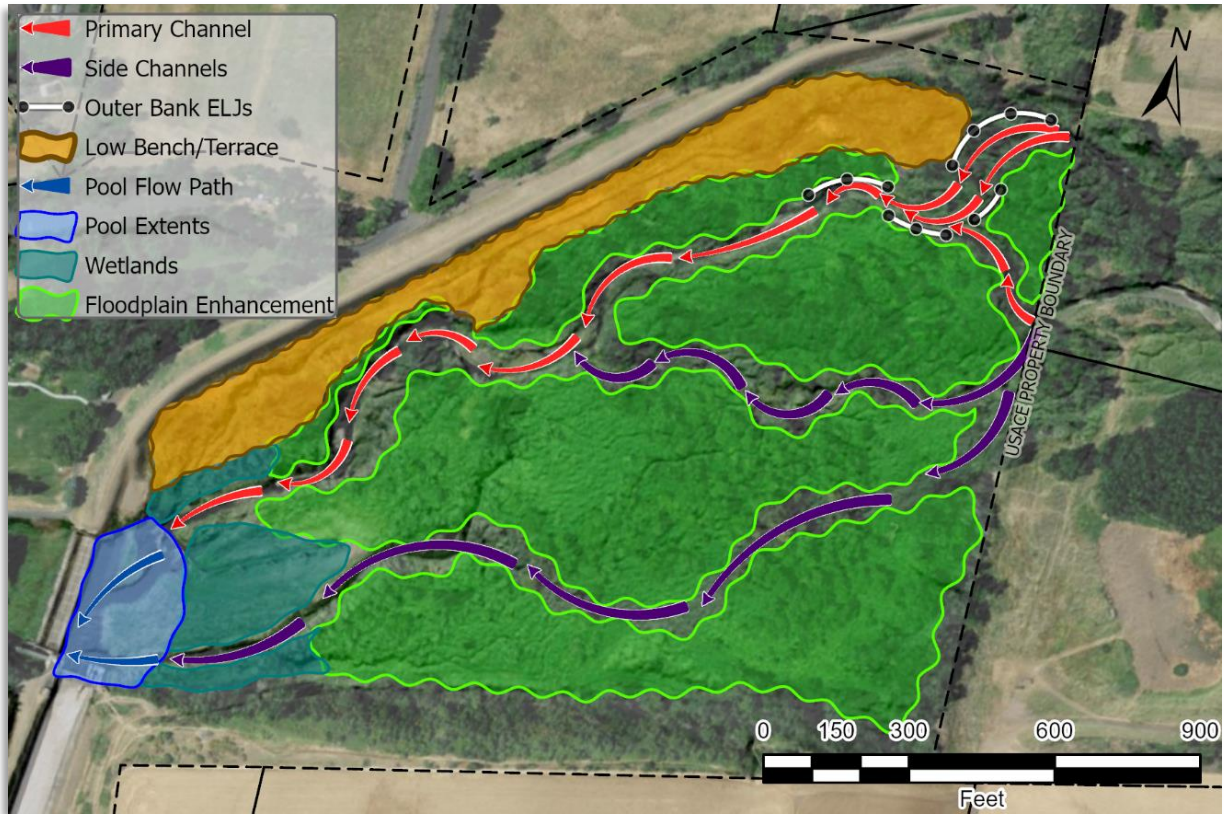 Primary Channel
Side Channels
Outer Bank ELJs
Low Bench/Terrace
Pool Flow Path
Pool Extents
Wetlands
Floodplain Enhancement
N
USACE PROPERTY BOUNDARY
0 150 300 600 900
Feet